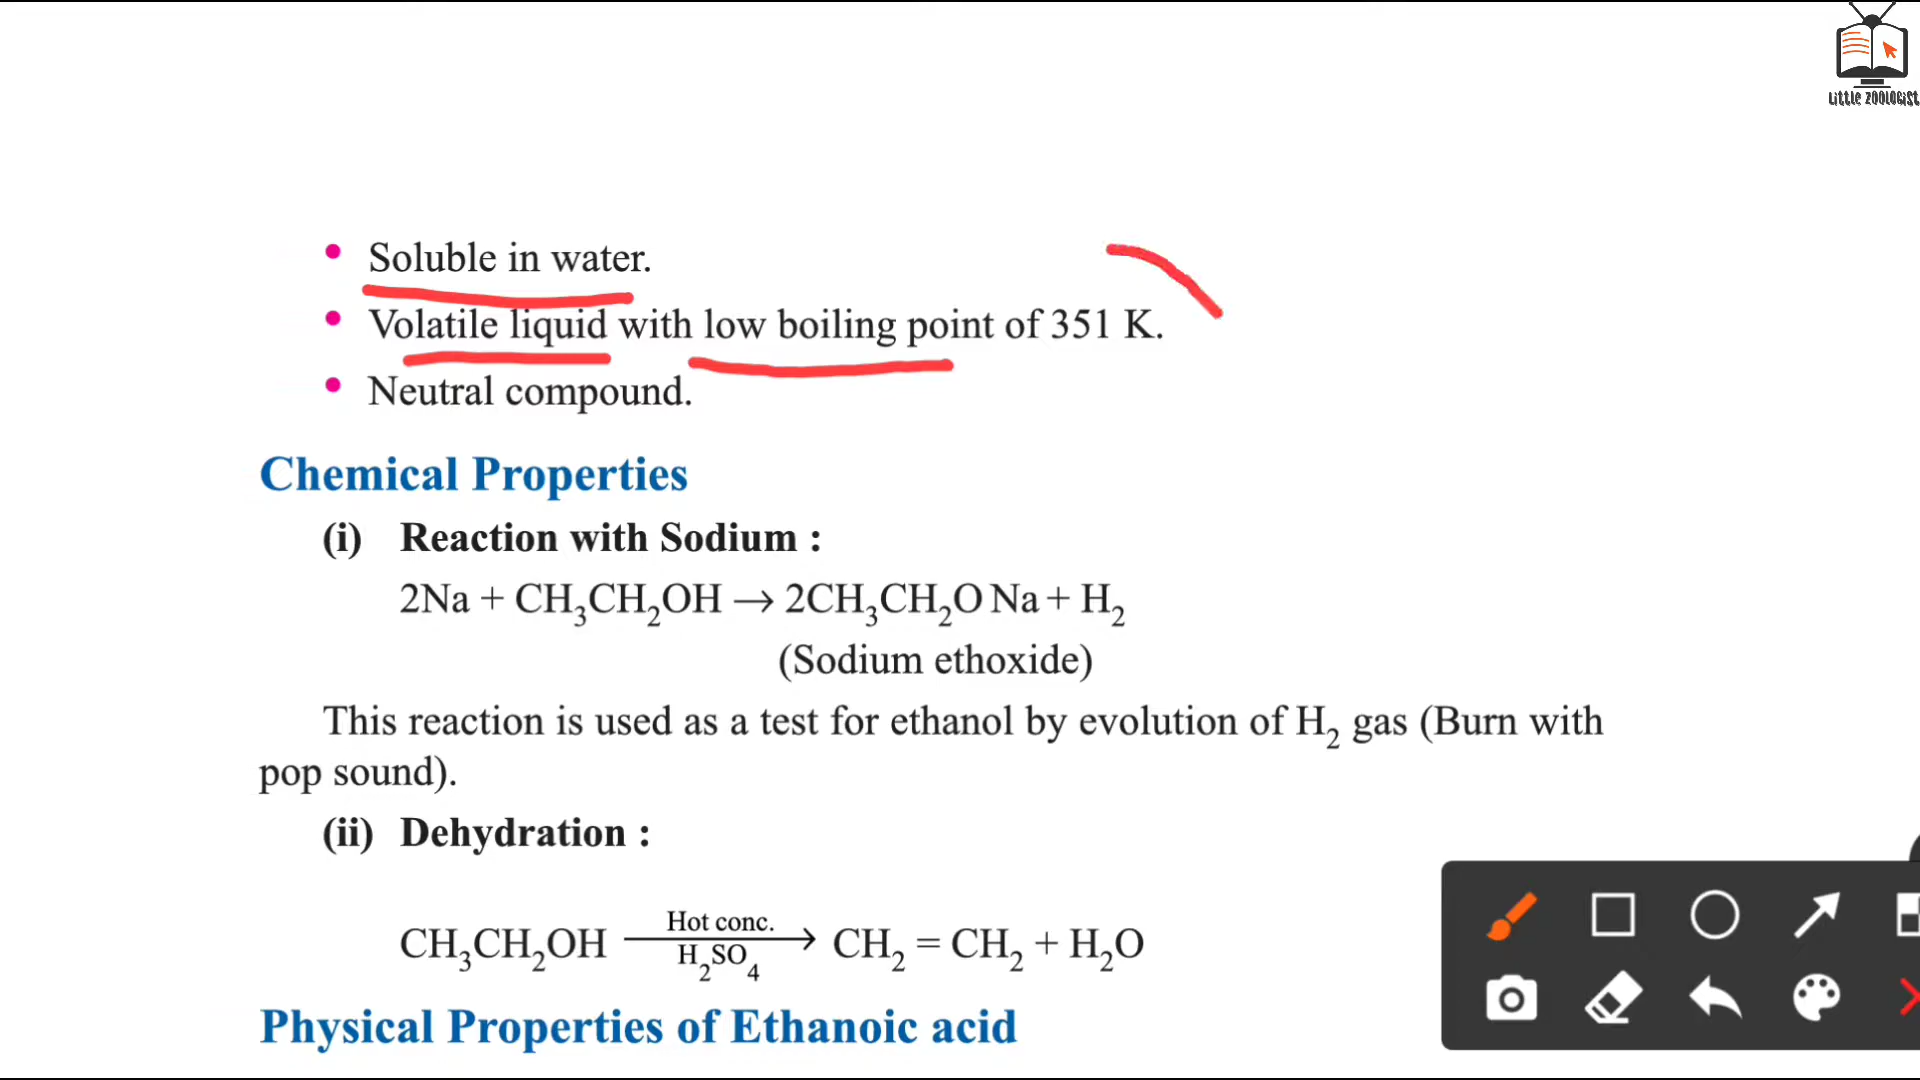 Little Zoologist
• Soluble in water.
• Volatile liquid with low boiling point of 351 K.
• Neutral compound.
Chemical Properties
(i) Reaction with Sodium :
2Na + CH₃CH₂OH → 2CH₃CH₂O Na + H₂
(Sodium ethoxide)
This reaction is used as a test for ethanol by evolution of H₂ gas (Burn with
pop sound).
(ii) Dehydration :
Hot conc.
CH₃CH₂OH → CH₂ = CH₂ + H₂O
H₂SO₄
Physical Properties of Ethanoic acid